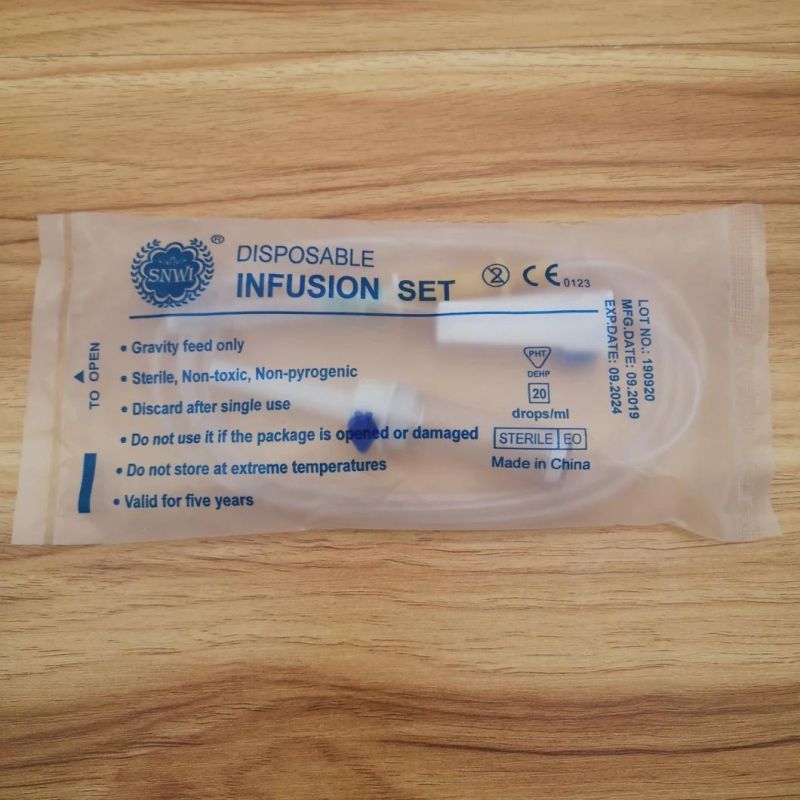 SNWI
®
DISPOSABLE
INFUSION SET
2
CE 0123
TO OPEN
• Gravity feed only
• Sterile, Non-toxic, Non-pyrogenic
• Discard after single use
• Do not use it if the package is opened or damaged
• Do not store at extreme temperatures
• Valid for five years
PHT
DEHP
20
drops/ml
STERILE EO
Made in China
LOT NO.: 190920
MFG.DATE: 09.2019
EXP.DATE: 09.2024